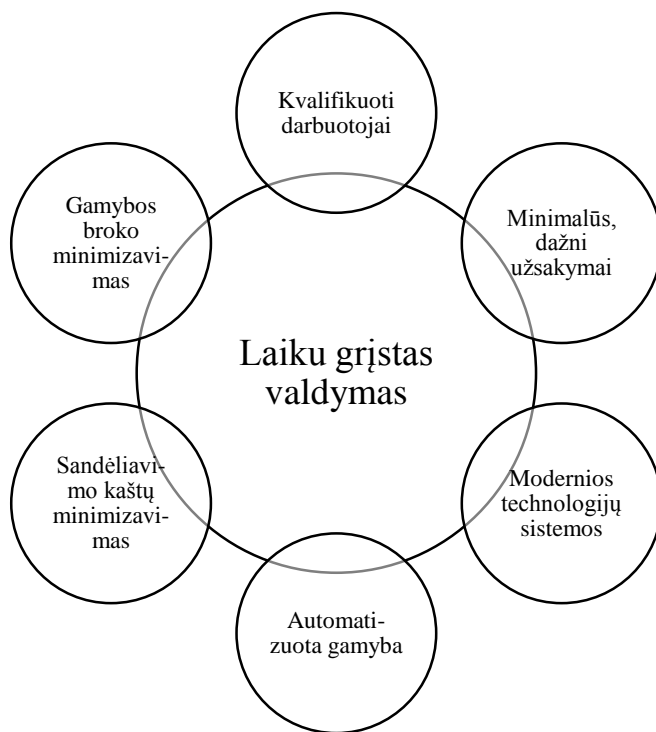 Kvalifikuoti
darbuotojai
Minimalūs,
dažni
užsakymai
Modernios
technologijų
sistemos
Automati-
zuota gamyba
Sandėliavi-
mo kaštų
minimizavi-
mas
Gamybos
broko
minimizavi-
mas
Laiku grįstas
valdymas